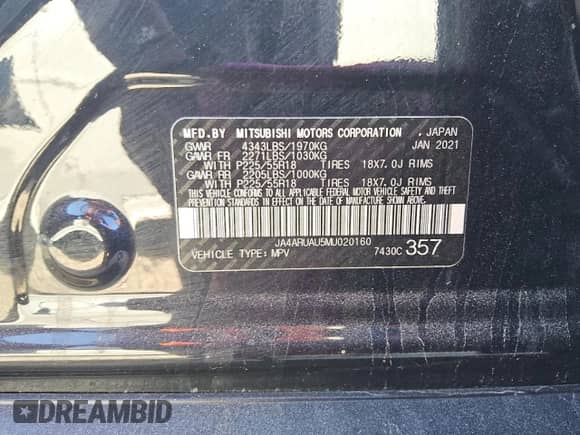 MFD.BY MITSUBISHI MOTORS CORPORATION . JAPAN
GVWR 4343LBS/1970KG JAN 2021
GAWR FR 2271LBS/1030KG
WITH P225/55R18 TIRES 18X7.0J RIMS
GAWR RR 2205LBS/1000KG
WITH P225/55R18 TIRES 18X7.0J RIMS
THIS VEHICLE CONFORMS TO ALL APPLICABLE FEDERAL MOTOR
VEHICLE SAFETY AND THEFT PREVENTION STANDARDS IN EFFECT
ON THE DATE OF MANUFACTURE SHOWN ABOVE.
JA4ARUAU5MU020160
VEHICLE TYPE: MPV 7430C 357
DREAMBID